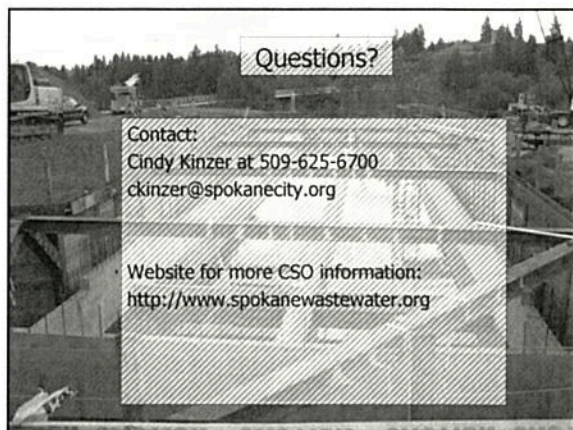 Questions?
Contact:
Cindy Kinzer at 509-625-6700
ckinzer@spokanecity.org
Website for more CSO information:
http://www.spokanewastewater.org